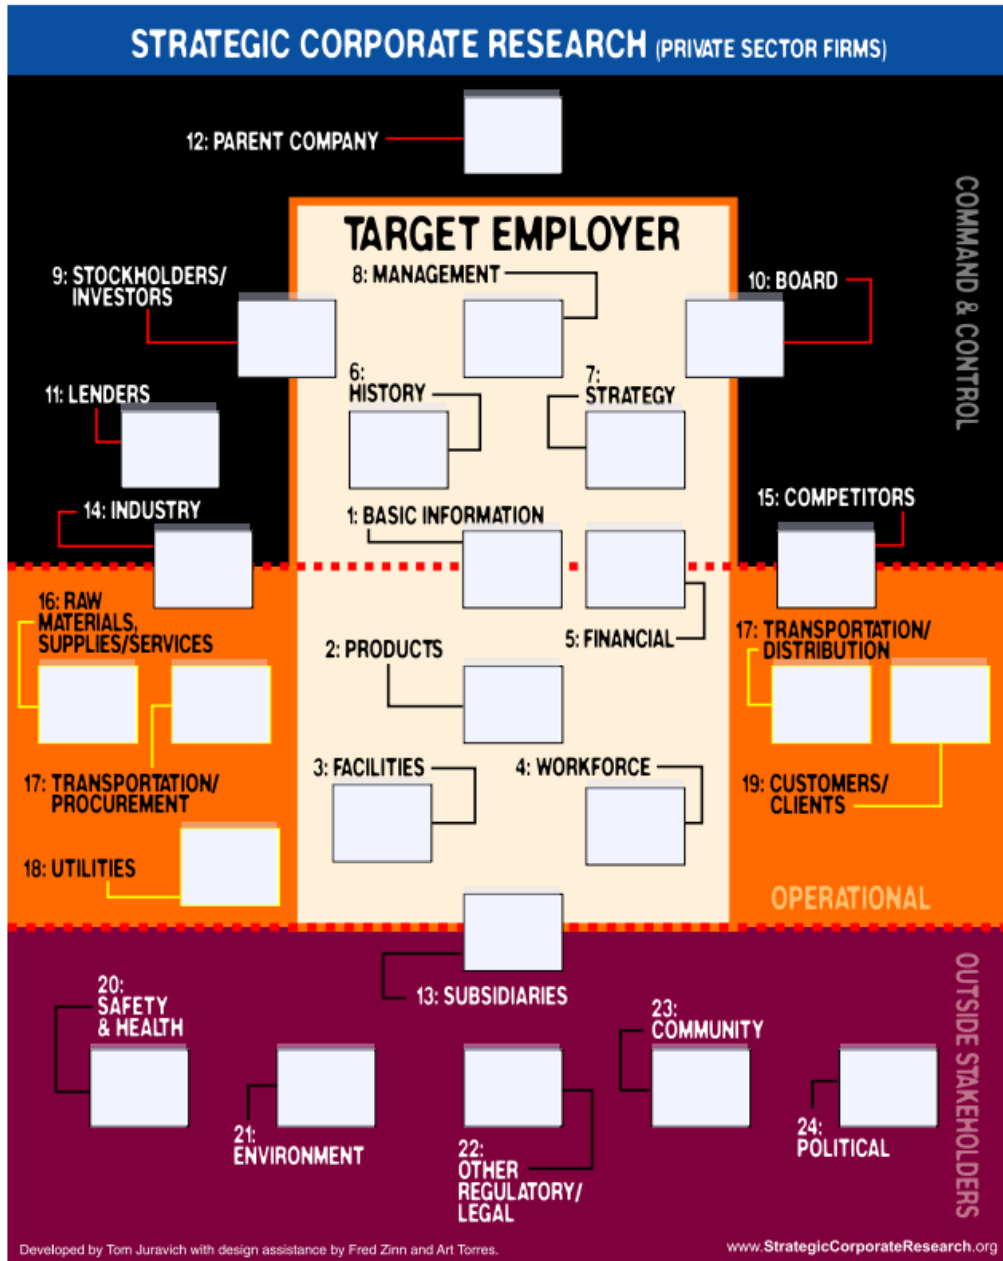 STRATEGIC CORPORATE RESEARCH (PRIVATE SECTOR FIRMS)
12: PARENT COMPANY
COMMAND & CONTROL
TARGET EMPLOYER
9: STOCKHOLDERS/
INVESTORS
8: MANAGEMENT
10: BOARD
6:
HISTORY
7:
STRATEGY
11: LENDERS
14: INDUSTRY
1: BASIC INFORMATION
15: COMPETITORS
16: RAW
MATERIALS,
SUPPLIES/SERVICES
5: FINANCIAL
17: TRANSPORTATION/
DISTRIBUTION
2: PRODUCTS
17: TRANSPORTATION/
PROCUREMENT
3: FACILITIES
4: WORKFORCE
19: CUSTOMERS/
CLIENTS
18: UTILITIES
OPERATIONAL
13: SUBSIDIARIES
OUTSIDE STAKEHOLDERS
20:
SAFETY
& HEALTH
23:
COMMUNITY
21:
ENVIRONMENT
22:
OTHER
REGULATORY/
LEGAL
24:
POLITICAL
Developed by Tom Juravich with design assistance by Fred Zinn and Art Torres.
www.StrategicCorporateResearch.org